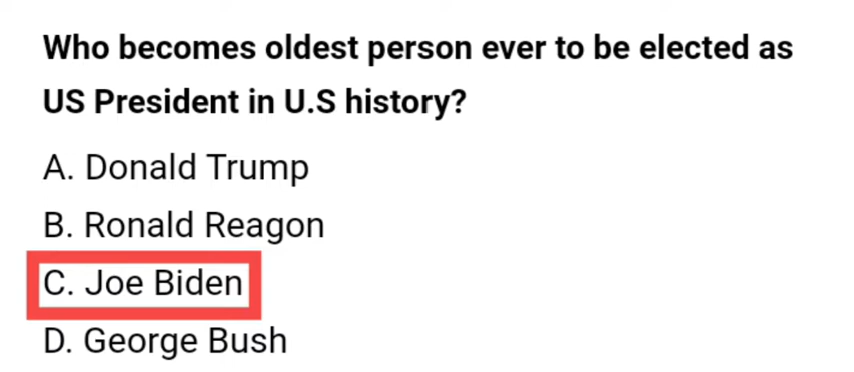 Who becomes oldest person ever to be elected as
US President in U.S history?
A. Donald Trump
B. Ronald Reagon
C. Joe Biden
D. George Bush